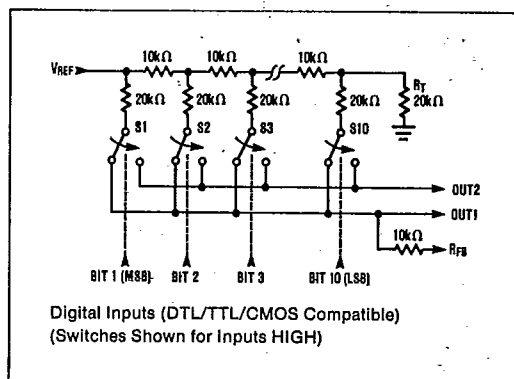 10kΩ 10kΩ 10kΩ
VREF
20kΩ 20kΩ 20kΩ 20kΩ RT 20kΩ
S1 S2 S3 S10
OUT2
OUT1
10kΩ
RFB
BIT 1 (MSB) BIT 2 BIT 3 BIT 10 (LSB)
Digital Inputs (DTL/TTL/CMOS Compatible)
(Switches Shown for Inputs HIGH)